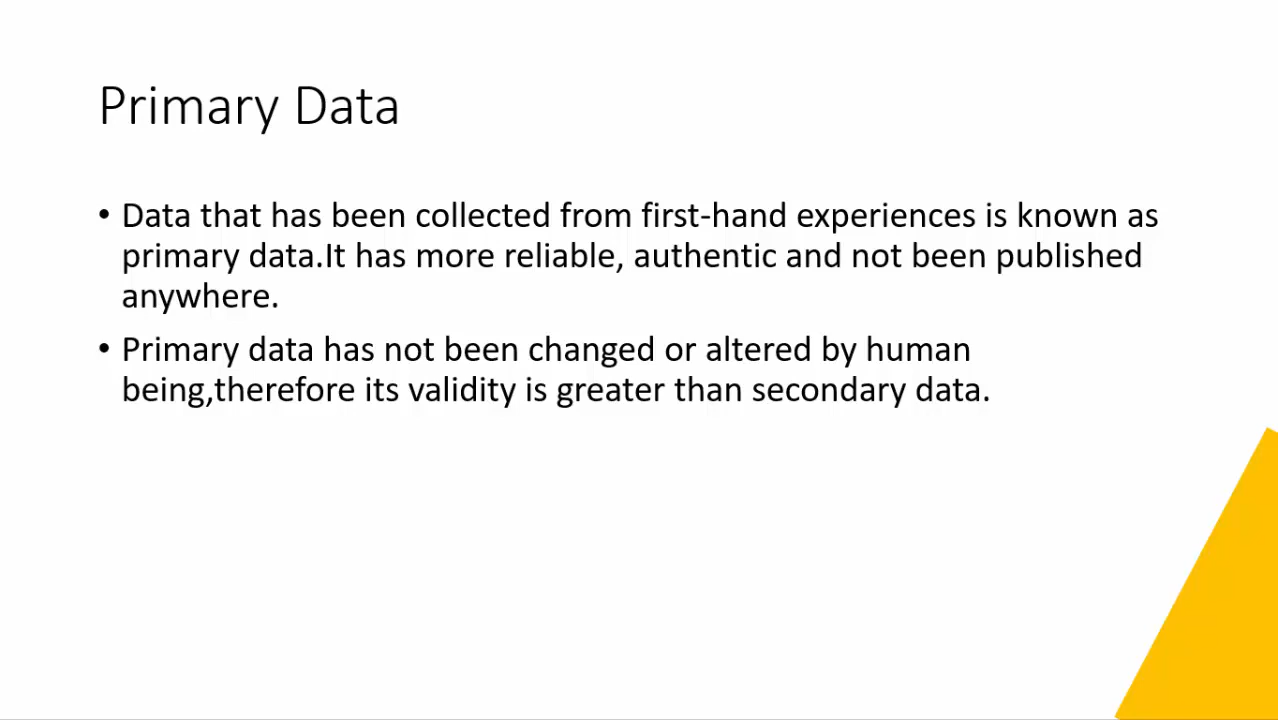 Primary Data
• Data that has been collected from first-hand experiences is known as
primary data.It has more reliable, authentic and not been published
anywhere.
• Primary data has not been changed or altered by human
being,therefore its validity is greater than secondary data.